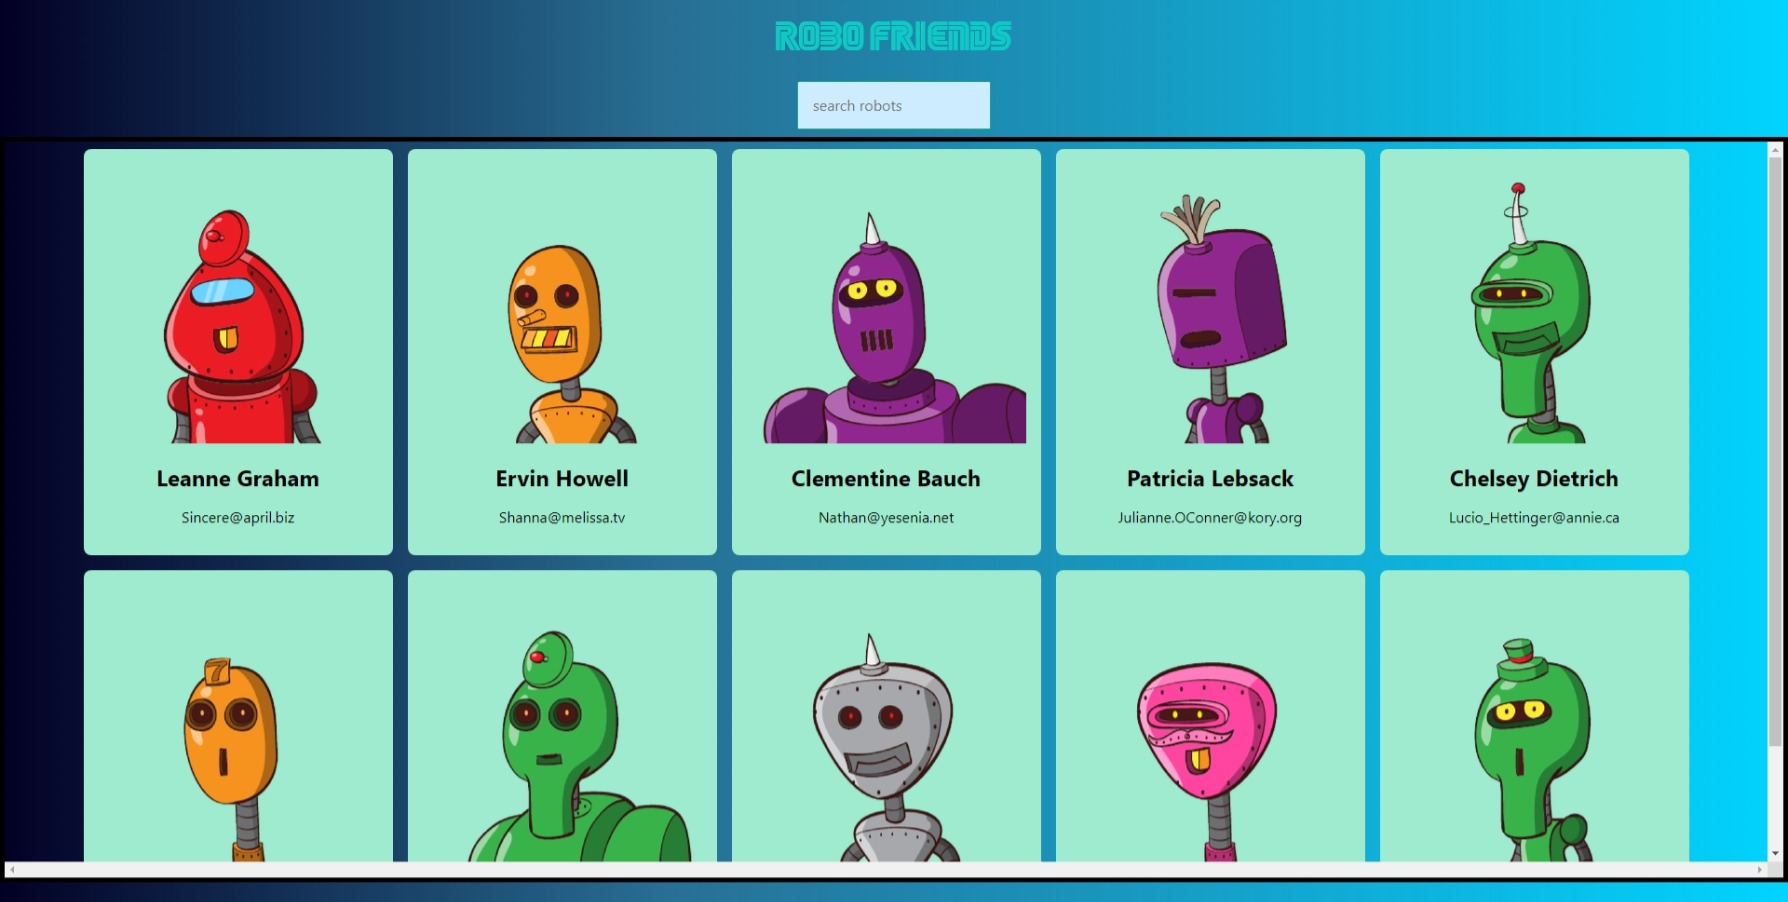 ROBO FRIENDS
search robots
Leanne Graham
Sincere@april.biz
Ervin Howell
Shanna@melissa.tv
Clementine Bauch
Nathan@yesenia.net
Patricia Lebsack
Julianne.OConner@kory.org
Chelsey Dietrich
Lucio_Hettinger@annie.ca
7